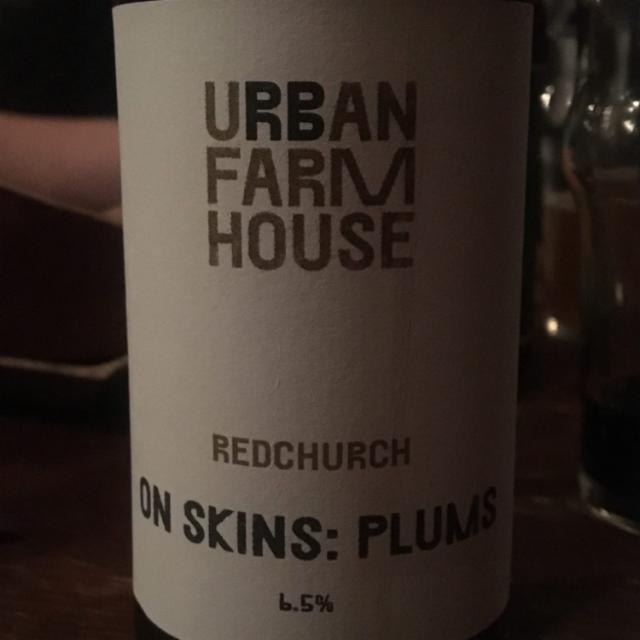 URBAN
FARM
HOUSE
REDCHURCH
ON SKINS: PLUMS
6.5%